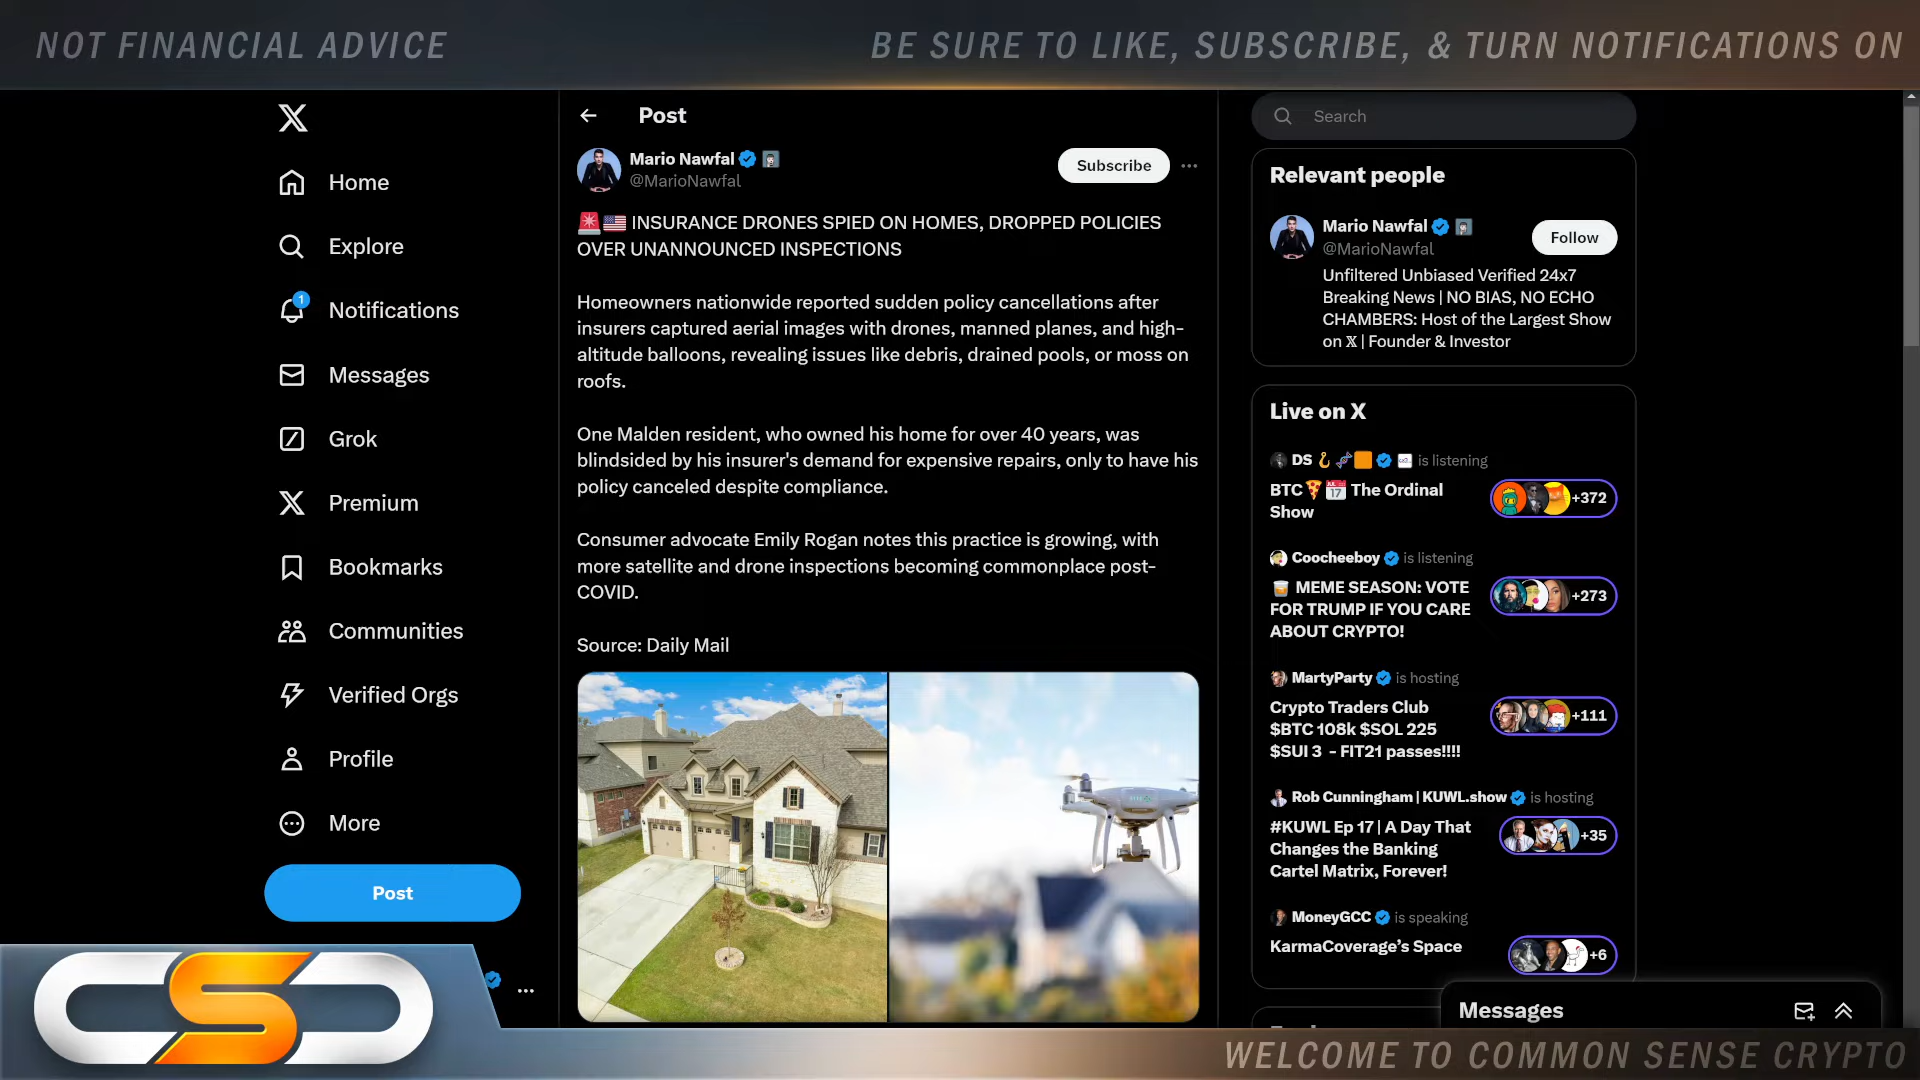 NOT FINANCIAL ADVICE
BE SURE TO LIKE, SUBSCRIBE, & TURN NOTIFICATIONS ON
Home
Explore
1
Notifications
Messages
Grok
Premium
Bookmarks
Communities
Verified Orgs
Profile
More
Post
Post
Mario Nawfal
@MarioNawfal
Subscribe
🚨🇺🇸 INSURANCE DRONES SPIED ON HOMES, DROPPED POLICIES
OVER UNANNOUNCED INSPECTIONS
Homeowners nationwide reported sudden policy cancellations after
insurers captured aerial images with drones, manned planes, and high-
altitude balloons, revealing issues like debris, drained pools, or moss on
roofs.
One Malden resident, who owned his home for over 40 years, was
blindsided by his insurer's demand for expensive repairs, only to have his
policy canceled despite compliance.
Consumer advocate Emily Rogan notes this practice is growing, with
more satellite and drone inspections becoming commonplace post-
COVID.
Source: Daily Mail
Search
Relevant people
Mario Nawfal
@MarioNawfal
Follow
Unfiltered Unbiased Verified 24x7
Breaking News | NO BIAS, NO ECHO
CHAMBERS: Host of the Largest Show
on 𝕏 | Founder & Investor
Live on X
DS is listening
BTC🍕📅 The Ordinal
Show
+372
Coocheeboy is listening
🥃 MEME SEASON: VOTE
FOR TRUMP IF YOU CARE
ABOUT CRYPTO!
+273
MartyParty is hosting
Crypto Traders Club
$BTC 108k $SOL 225
$SUI 3 - FIT21 passes!!!!
+111
Rob Cunningham | KUWL.show is hosting
#KUWL Ep 17 | A Day That
Changes the Banking
Cartel Matrix, Forever!
+35
MoneyGCC is speaking
KarmaCoverage's Space
+6
Messages
CSC
WELCOME TO COMMON SENSE CRYPTO